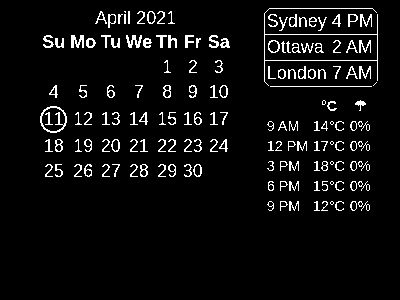 April 2021
Su Mo Tu We Th Fr Sa
1 2 3
4 5 6 7 8 9 10
11 12 13 14 15 16 17
18 19 20 21 22 23 24
25 26 27 28 29 30
Sydney 4 PM
Ottawa 2 AM
London 7 AM
°C
9 AM 14°C 0%
12 PM 17°C 0%
3 PM 18°C 0%
6 PM 15°C 0%
9 PM 12°C 0%